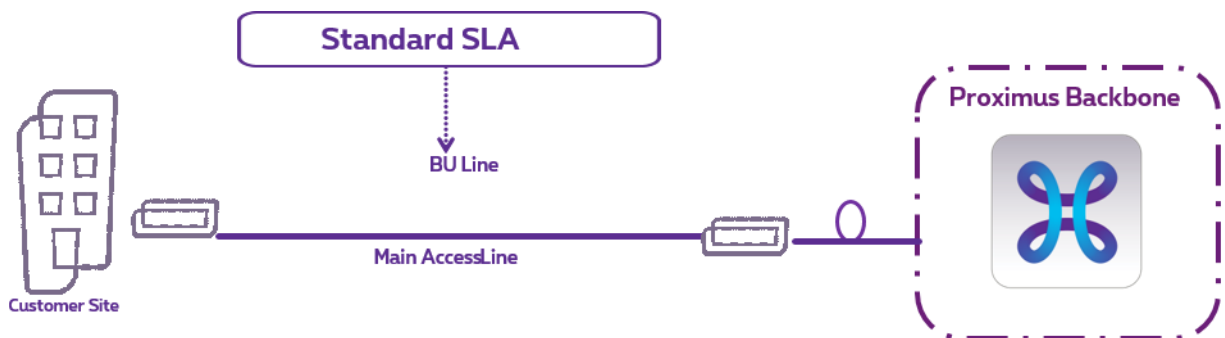 Standard SLA
Proximus Backbone
BU Line
Main AccessLine
Customer Site